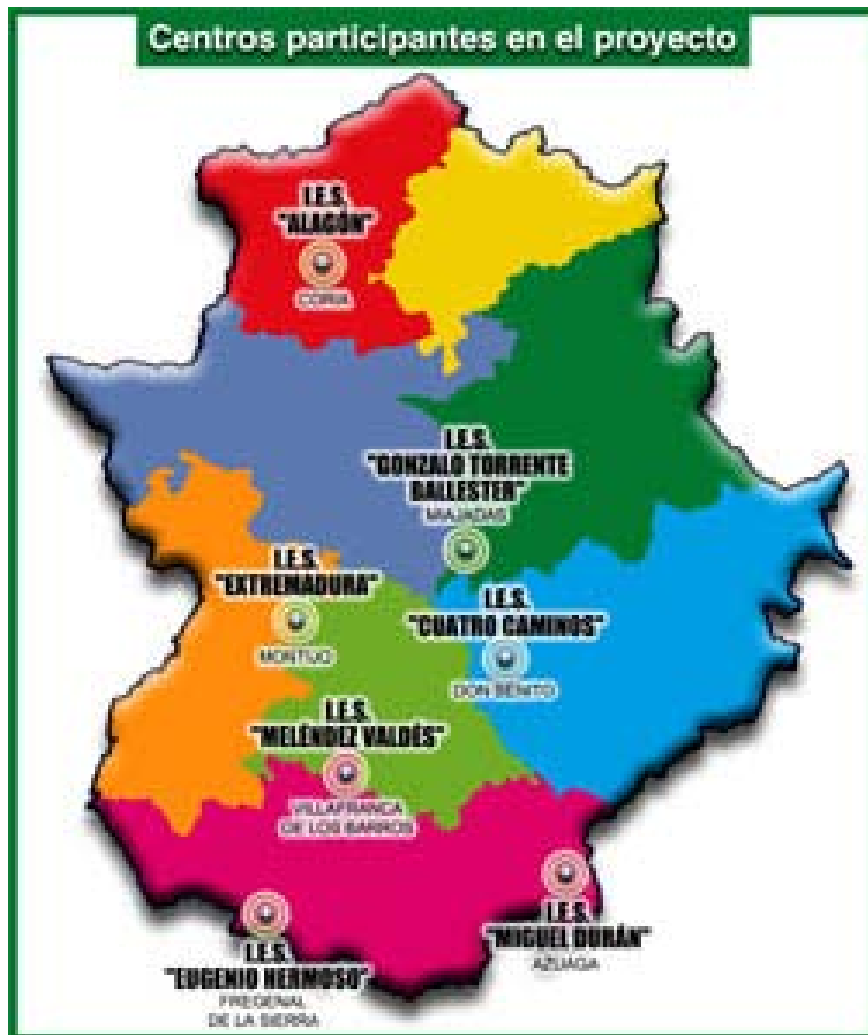 Centros participantes en el proyecto
I.E.S.
"ALAGÓN"
CORIA
I.E.S.
"GONZALO TORRENTE
BALLESTER"
MIAJADAS
I.E.S.
"EXTREMADURA"
MONTIJO
I.E.S.
"CUATRO CAMINOS"
DON BENITO
I.E.S.
"MELÉNDEZ VALDÉS"
VILLAFRANCA
DE LOS BARROS
I.E.S.
"MIGUEL DURÁN"
AZUAGA
I.E.S.
"EUGENIO HERMOSO"
FREGENAL
DE LA SIERRA